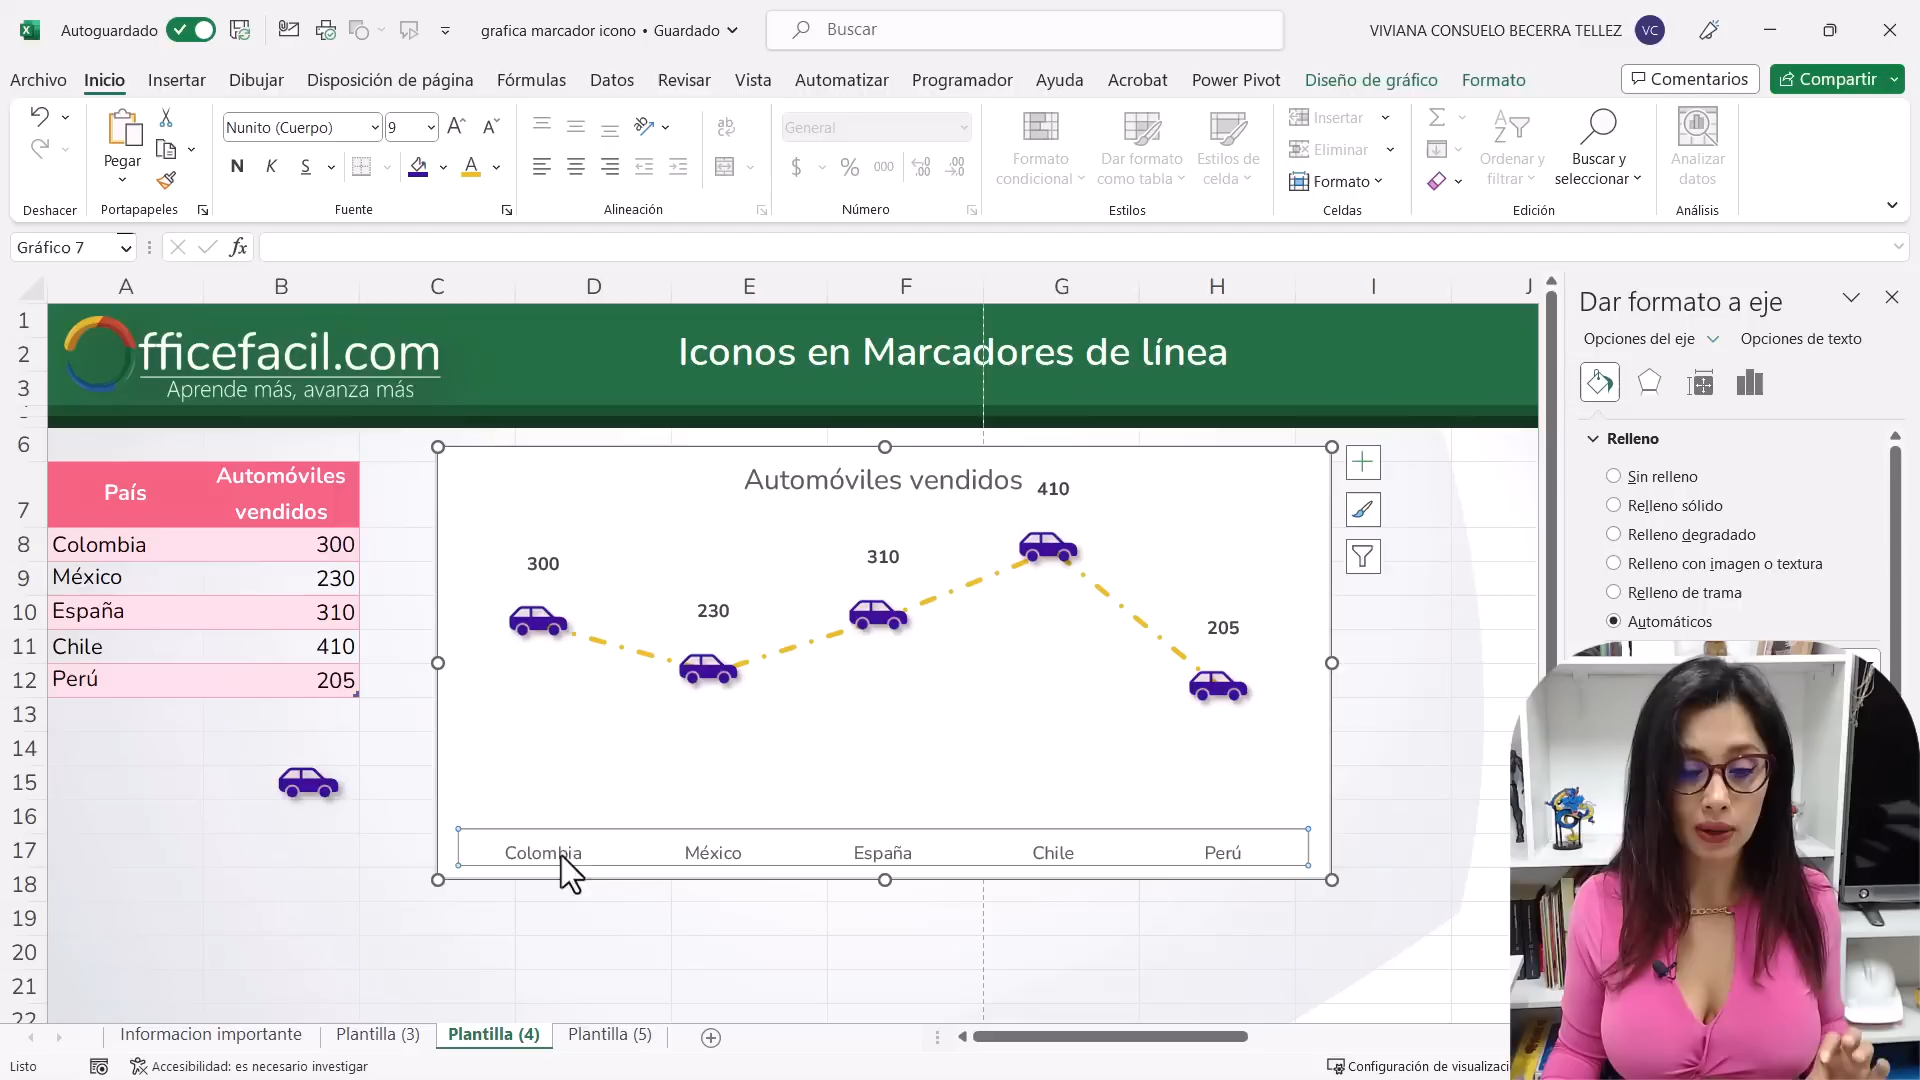 Autoguardado
grafica marcador icono • Guardado
Buscar
VIVIANA CONSUELO BECERRA TELLEZ
VC
Archivo Inicio Insertar Dibujar Disposición de página Fórmulas Datos Revisar Vista Automatizar Programador Ayuda Acrobat Power Pivot Diseño de gráfico Formato
Comentarios
Compartir
Pegar
Nunito (Cuerpo)
9
N K S
General
$ % 000
Formato condicional
Dar formato como tabla
Estilos de celda
Insertar
Eliminar
Formato
Ordenar y filtrar
Buscar y seleccionar
Analizar datos
Deshacer Portapapeles Fuente Alineación Número Estilos Celdas Edición Análisis
Gráfico 7
fx
A B C D E F G H I J
1
2
3
6
7
8
9
10
11
12
13
14
15
16
17
18
19
20
21
22
fficefacil.com
Aprende más, avanza más
Iconos en Marcadores de línea
País Automóviles vendidos
Colombia 300
México 230
España 310
Chile 410
Perú 205
Automóviles vendidos
300
230
310
410
205
Colombia México España Chile Perú
Dar formato a eje
Opciones del eje Opciones de texto
Relleno
Sin relleno
Relleno sólido
Relleno degradado
Relleno con imagen o textura
Relleno de trama
Automáticos
Informacion importante Plantilla (3) Plantilla (4) Plantilla (5)
Listo
Accesibilidad: es necesario investigar
Configuración de visualizaci